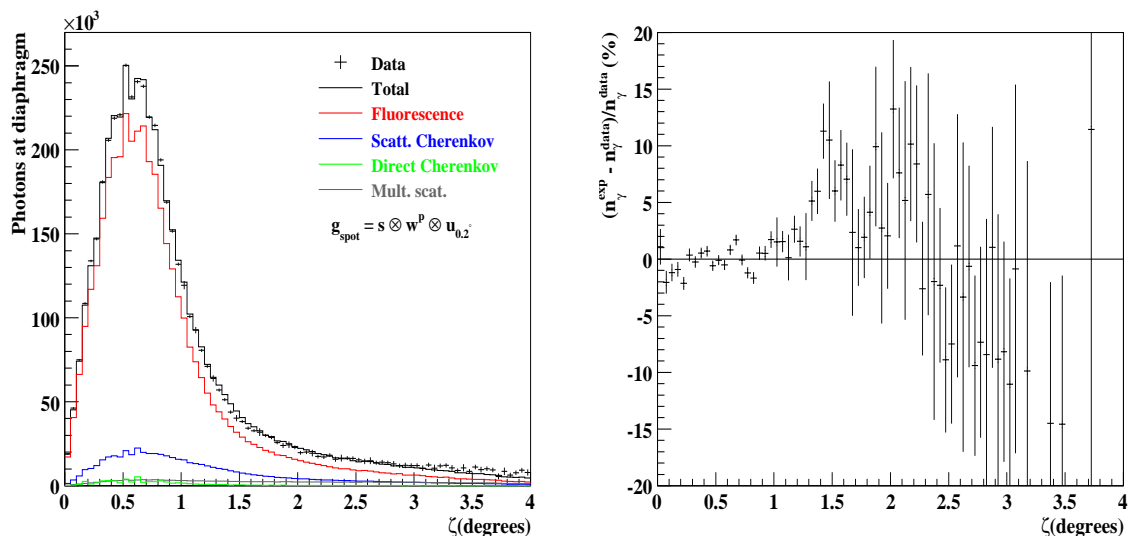 ×10³
Photons at diaphragm
250
200
150
100
50
0
0 0.5 1 1.5 2 2.5 3 3.5 4
ζ(degrees)
Data
Total
Fluorescence
Scatt. Cherenkov
Direct Cherenkov
Mult. scat.
g_spot = s ⊗ w^p ⊗ u_0.2°
(n_γ^exp - n_γ^data)/n_γ^data (%)
20
15
10
5
0
-5
-10
-15
-20
0 0.5 1 1.5 2 2.5 3 3.5 4
ζ(degrees)